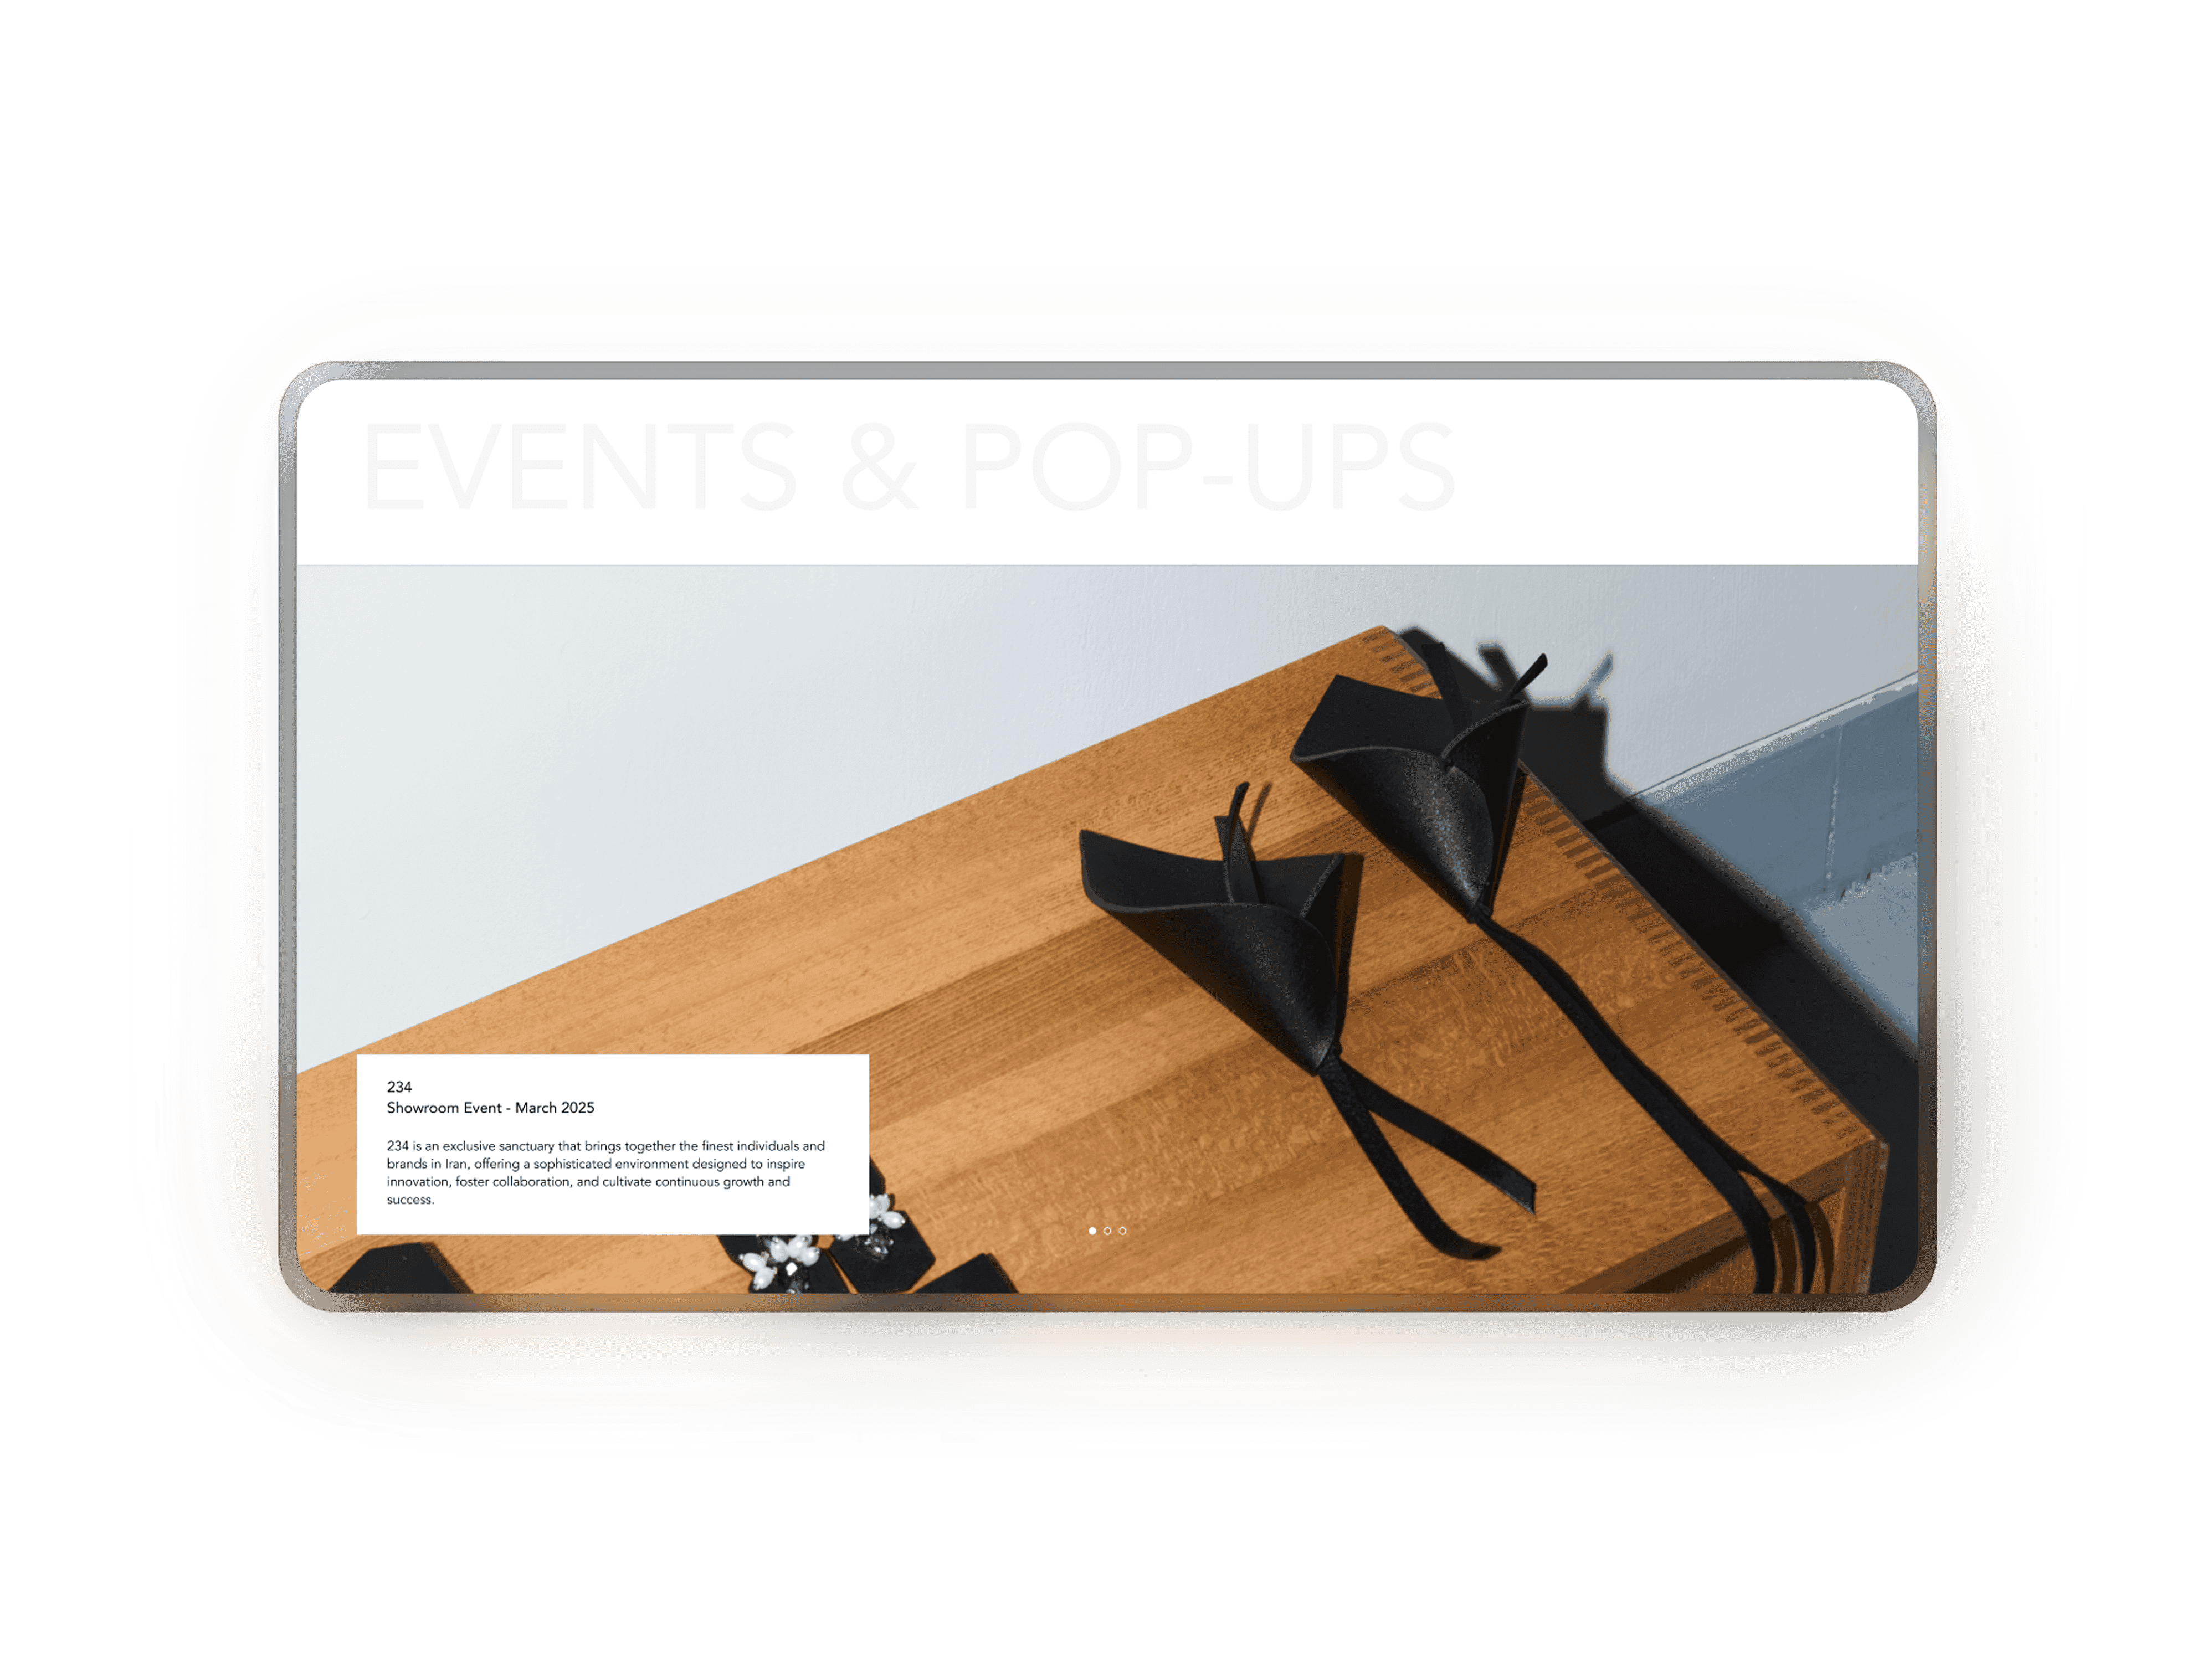 EVENTS & POP-UPS
234
Showroom Event - March 2025
234 is an exclusive sanctuary that brings together the finest individuals and
brands in Iran, offering a sophisticated environment designed to inspire
innovation, foster collaboration, and cultivate continuous growth and
success.